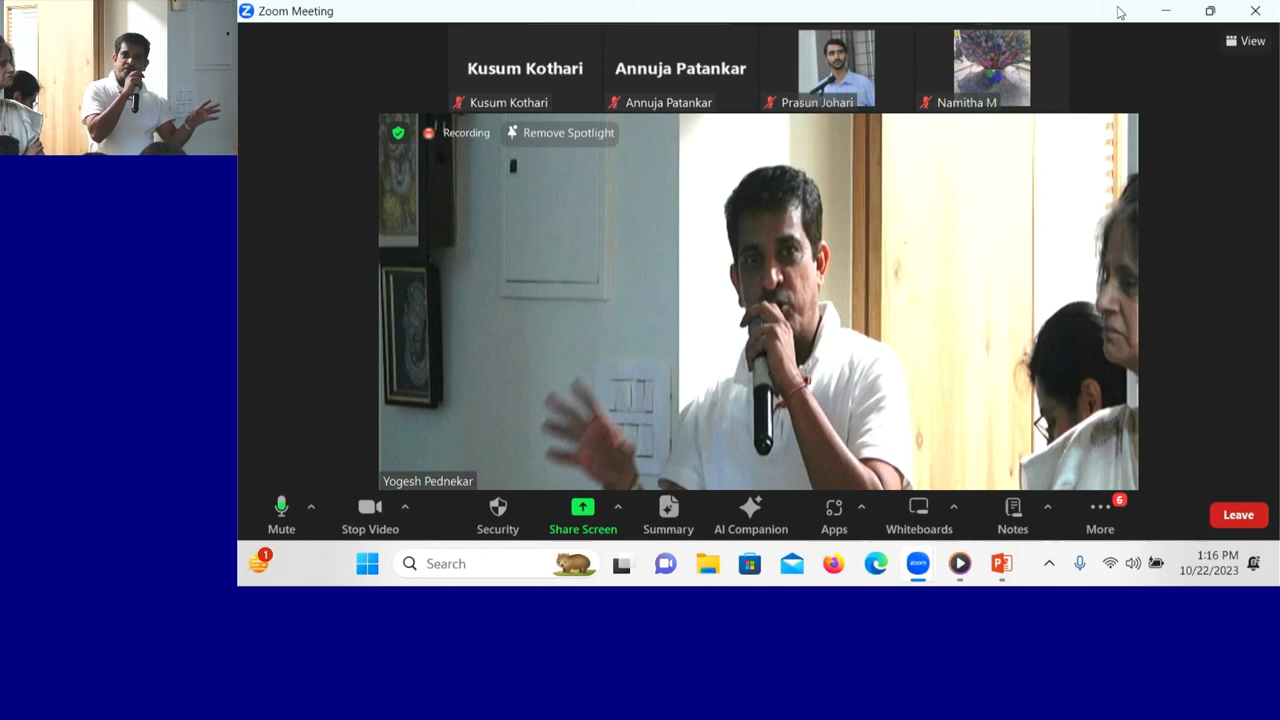 Zoom Meeting
View
Kusum Kothari
Annuja Patankar
Kusum Kothari
Annuja Patankar
Prasun Johari
Namitha M
Recording
Remove Spotlight
Yogesh Pednekar
6
Mute
Stop Video
Security
Share Screen
Summary
AI Companion
Apps
Whiteboards
Notes
More
Leave
1
Search
zoom
1:16 PM
10/22/2023